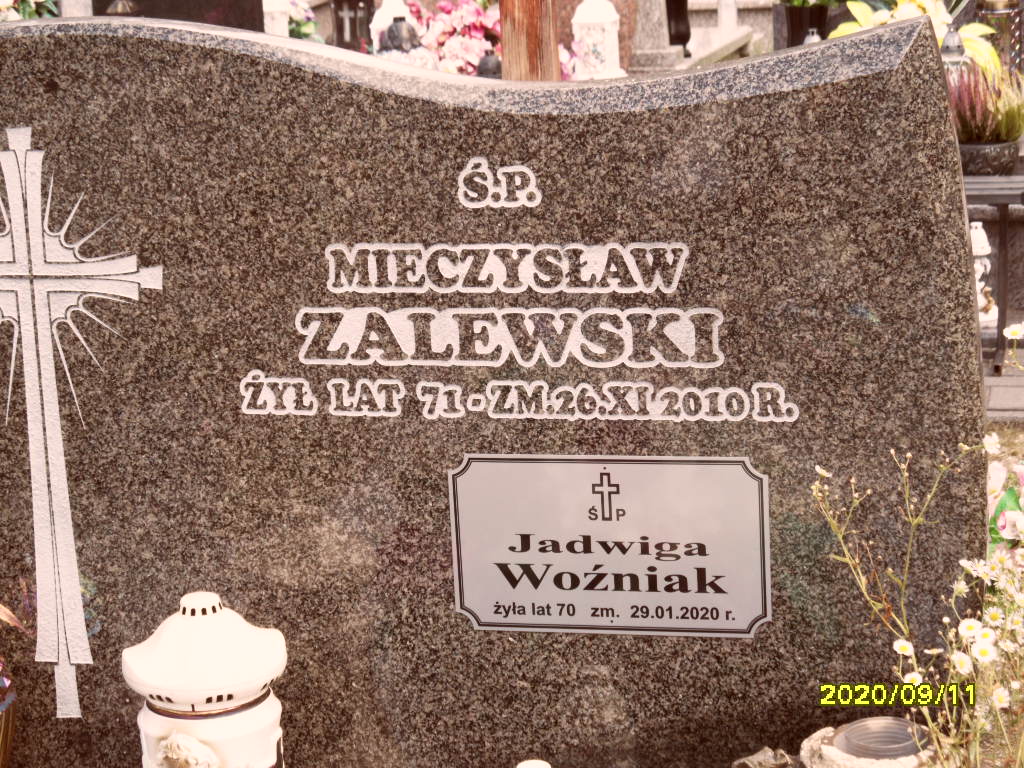 Ś.P.
MIECZYSŁAW
ZALEWSKI
ŻYŁ LAT 71 - ZM. 26.XI 2010 R.
Ś P
Jadwiga
Woźniak
żyła lat 70 zm. 29.01.2020 r.
2020/09/11